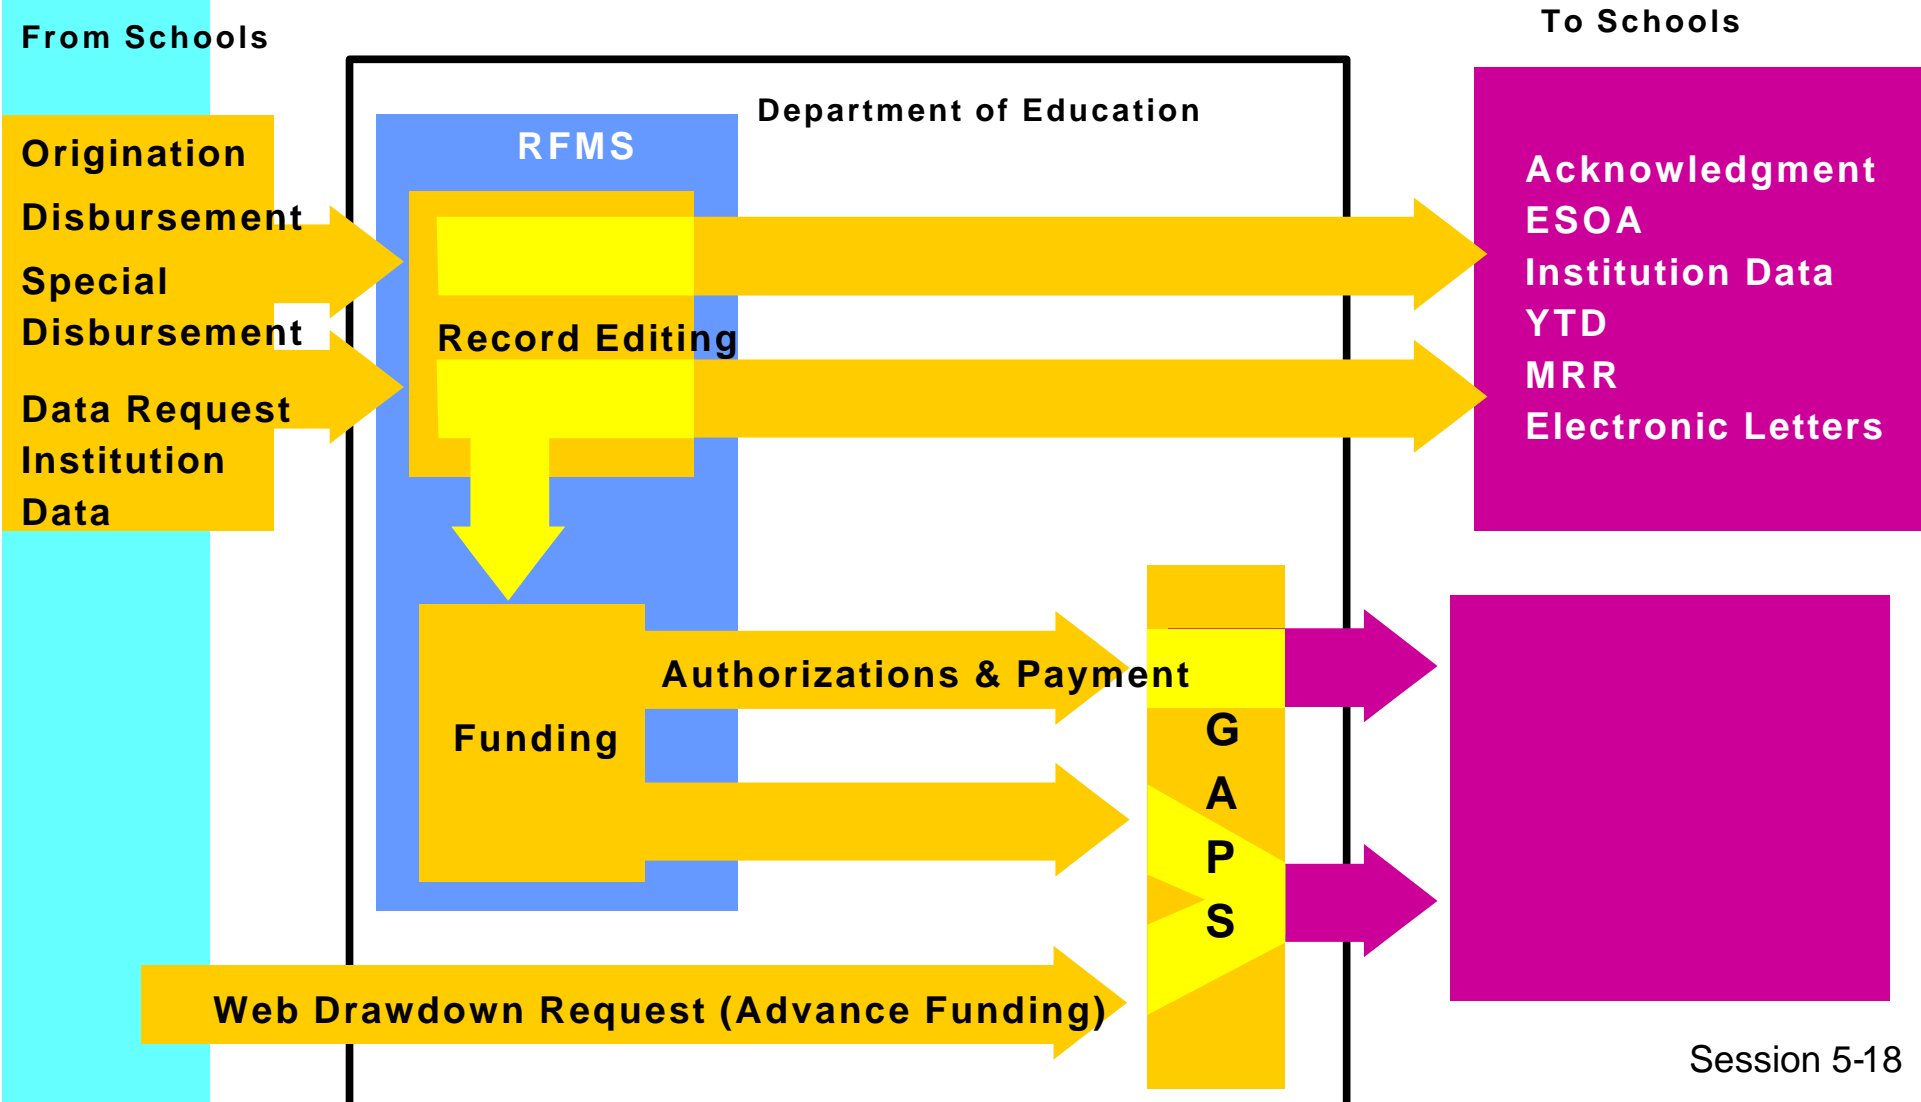 From Schools
To Schools
Department of Education
RFMS
Origination
Disbursement
Special
Disbursement
Data Request
Institution
Data
Record Editing
Acknowledgment
ESOA
Institution Data
YTD
MRR
Electronic Letters
Authorizations & Payment
Funding
G
A
P
S
Web Drawdown Request (Advance Funding)
Session 5-18